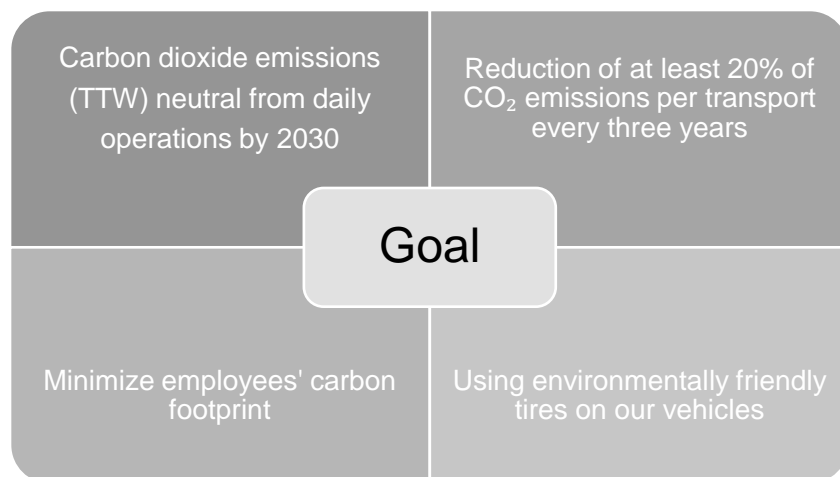 Carbon dioxide emissions
(TTW) neutral from daily
operations by 2030
Reduction of at least 20% of
CO₂ emissions per transport
every three years
Goal
Minimize employees' carbon
footprint
Using environmentally friendly
tires on our vehicles